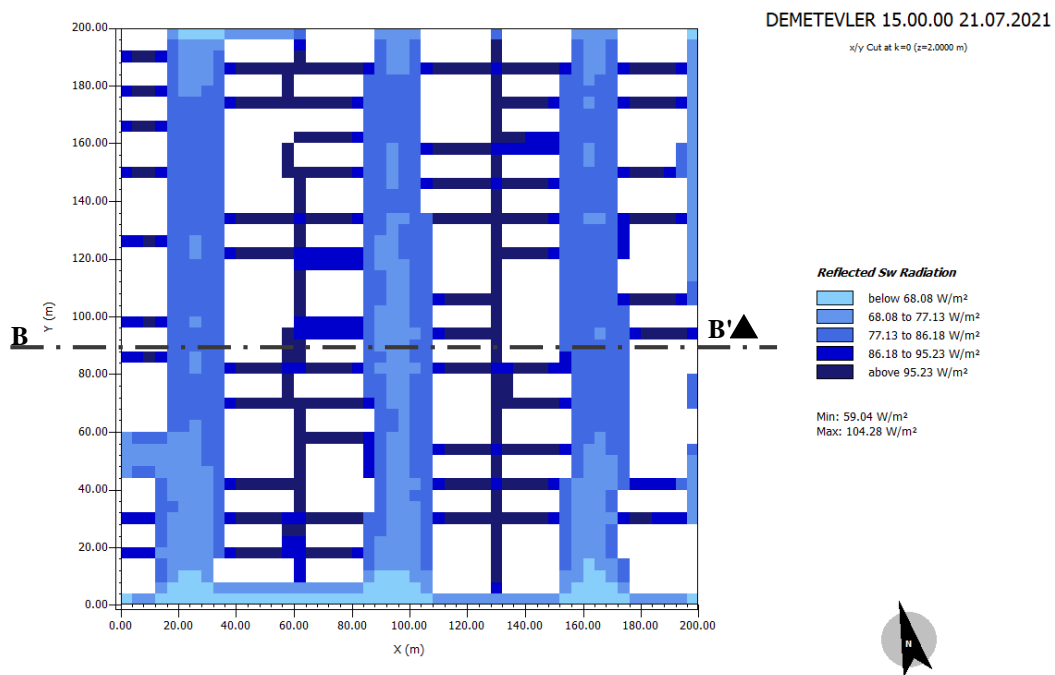 DEMETEVLER 15.00.00 21.07.2021
x/y Cut at k=0 (z=2.0000 m)
200.00
180.00
160.00
140.00
120.00
100.00
80.00
60.00
40.00
20.00
0.00
Y (m)
B
B'
0.00 20.00 40.00 60.00 80.00 100.00 120.00 140.00 160.00 180.00 200.00
X (m)
Reflected Sw Radiation
below 68.08 W/m²
68.08 to 77.13 W/m²
77.13 to 86.18 W/m²
86.18 to 95.23 W/m²
above 95.23 W/m²
Min: 59.04 W/m²
Max: 104.28 W/m²
N